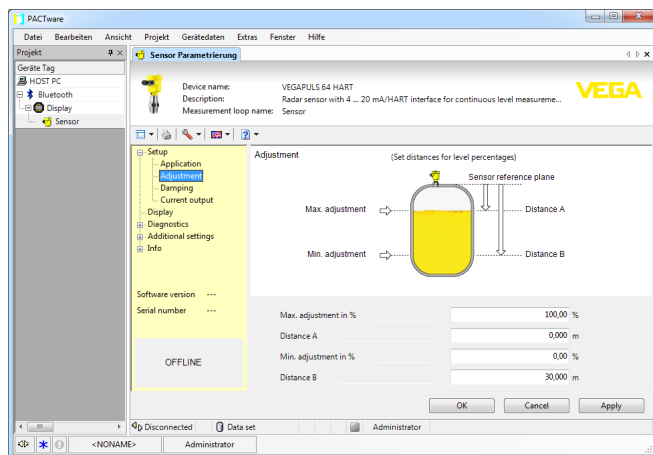 PACTware
Datei Bearbeiten Ansicht Projekt Gerätedaten Extras Fenster Hilfe
Projekt
Geräte Tag
HOST PC
Bluetooth
Display
Sensor
Sensor Parametrierung
Device name: VEGAPULS 64 HART
Description: Radar sensor with 4 ... 20 mA/HART interface for continuous level measureme...
Measurement loop name: Sensor
VEGA
Setup
Application
Adjustment
Damping
Current output
Display
Diagnostics
Additional settings
Info
Software version ---
Serial number ---
OFFLINE
Adjustment
(Set distances for level percentages)
Sensor reference plane
Max. adjustment
Distance A
Min. adjustment
Distance B
Max. adjustment in % 100,00 %
Distance A 0,000 m
Min. adjustment in % 0,00 %
Distance B 30,000 m
OK Cancel Apply
Disconnected Data set Administrator
<NONAME> Administrator